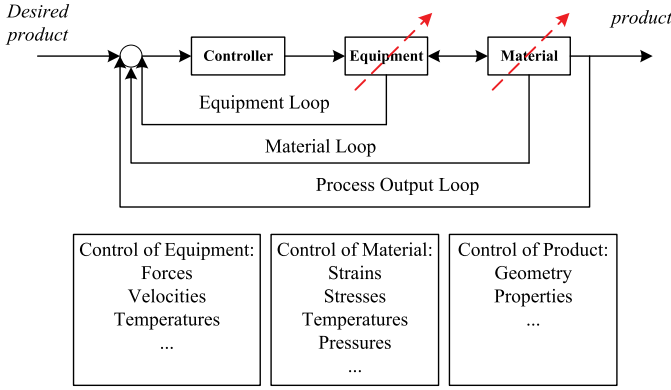 Desired
product
product
Controller
Equipment
Material
Equipment Loop
Material Loop
Process Output Loop
Control of Equipment:
Forces
Velocities
Temperatures
...
Control of Material:
Strains
Stresses
Temperatures
Pressures
...
Control of Product:
Geometry
Properties
...